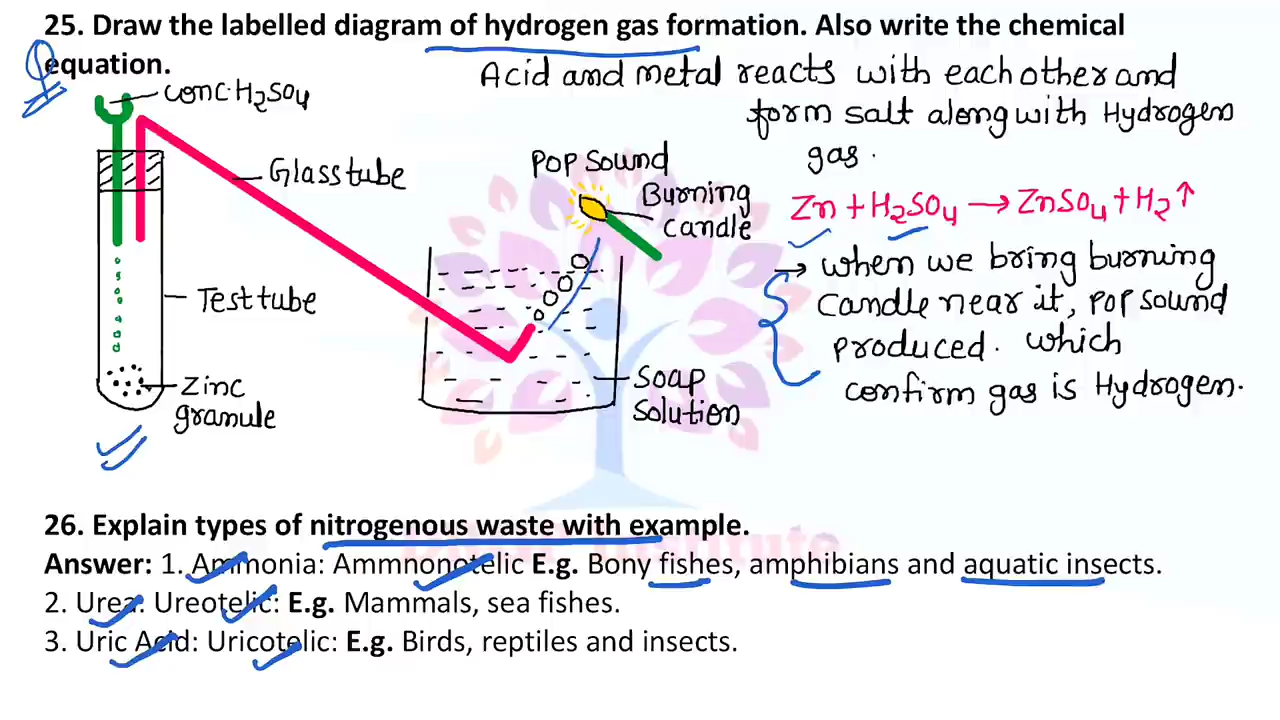 25. Draw the labelled diagram of hydrogen gas formation. Also write the chemical
equation.
Acid and metal reacts with each other and
form salt along with Hydrogen
gas.
conc. H₂SO₄
Glass tube
Test tube
Zinc
granule
Pop Sound
Burning
candle
Soap
solution
Zn + H₂SO₄ → ZnSO₄ + H₂↑
→ when we bring burning
candle near it, pop sound
produced. which
confirm gas is Hydrogen.
26. Explain types of nitrogenous waste with example.
Answer: 1. Ammonia: Ammnonotelic E.g. Bony fishes, amphibians and aquatic insects.
2. Urea: Ureotelic: E.g. Mammals, sea fishes.
3. Uric Acid: Uricotelic: E.g. Birds, reptiles and insects.